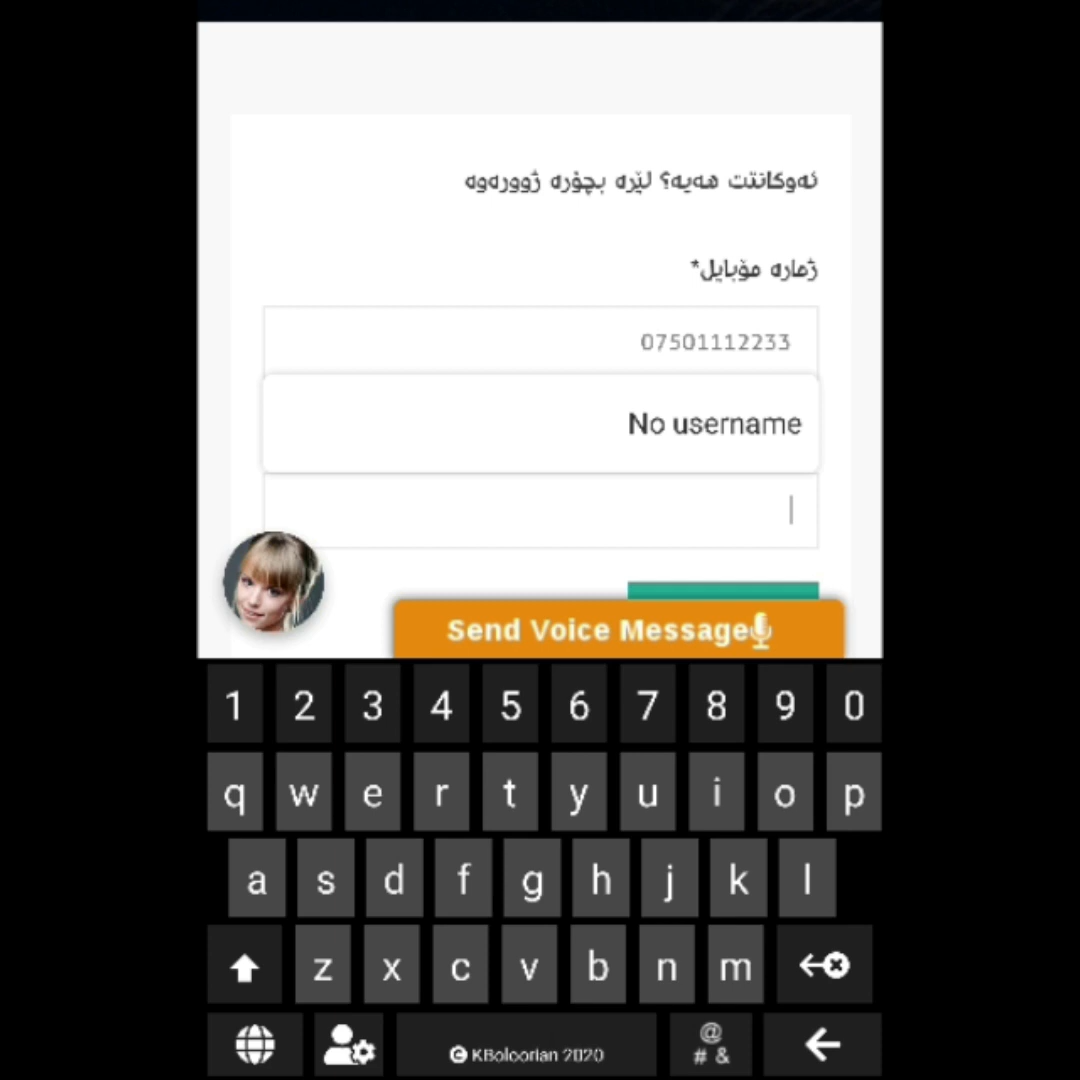 ئەوکانتت هەیە؟ لێرە بچۆرە ژوورەوە
ژمارە مۆبایل*
07501112233
No username
Send Voice Message
1 2 3 4 5 6 7 8 9 0
q w e r t y u i o p
a s d f g h j k l
z x c v b n m
© KBoloorian 2020
@
# &